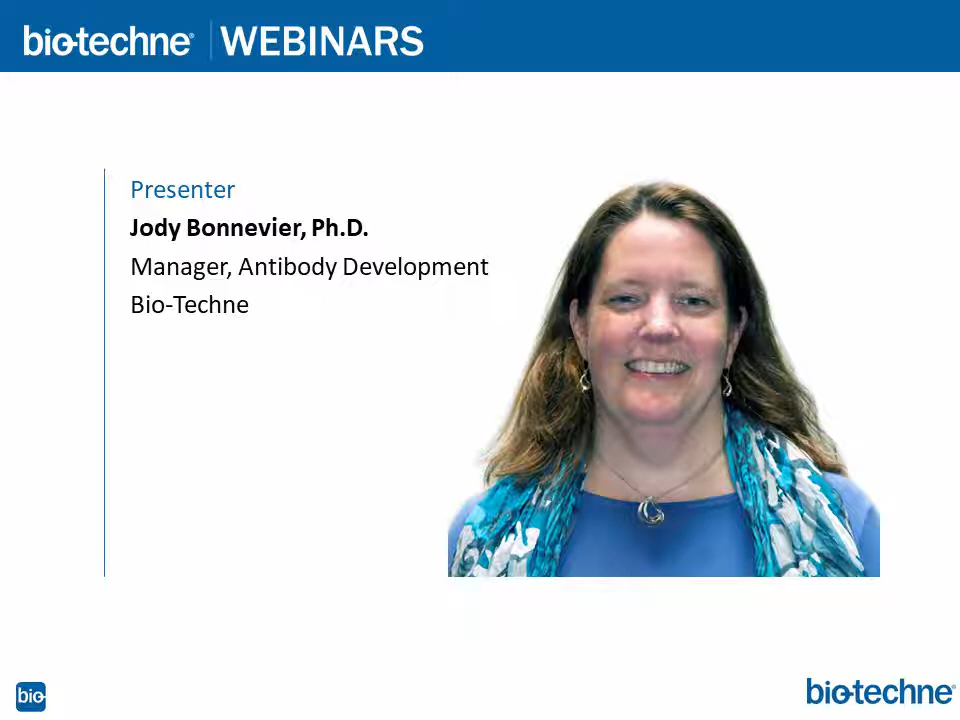 bio-techne® | WEBINARS
Presenter
Jody Bonnevier, Ph.D.
Manager, Antibody Development
Bio-Techne
bio-
bio-techne®